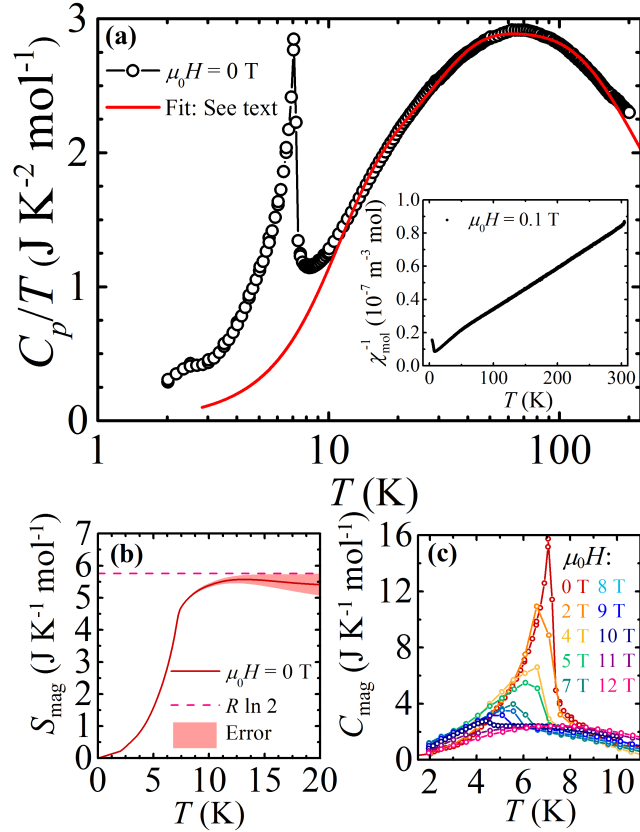 (a)
μ₀H = 0 T
Fit: See text
C_p/T (J K⁻² mol⁻¹)
3
2
1
0
1
10
100
T (K)
μ₀H = 0.1 T
χ⁻¹_mol (10⁻⁷ m⁻³ mol)
1.0
0.8
0.6
0.4
0.2
0.0
0
100
200
300
T (K)
(b)
S_mag (J K⁻¹ mol⁻¹)
7
6
5
4
3
2
1
0
μ₀H = 0 T
R ln 2
Error
0
5
10
15
20
T (K)
(c)
C_mag (J K⁻¹ mol⁻¹)
16
12
8
4
0
μ₀H:
0 T 8 T
2 T 9 T
4 T 10 T
5 T 11 T
7 T 12 T
2
4
6
8
10
T (K)